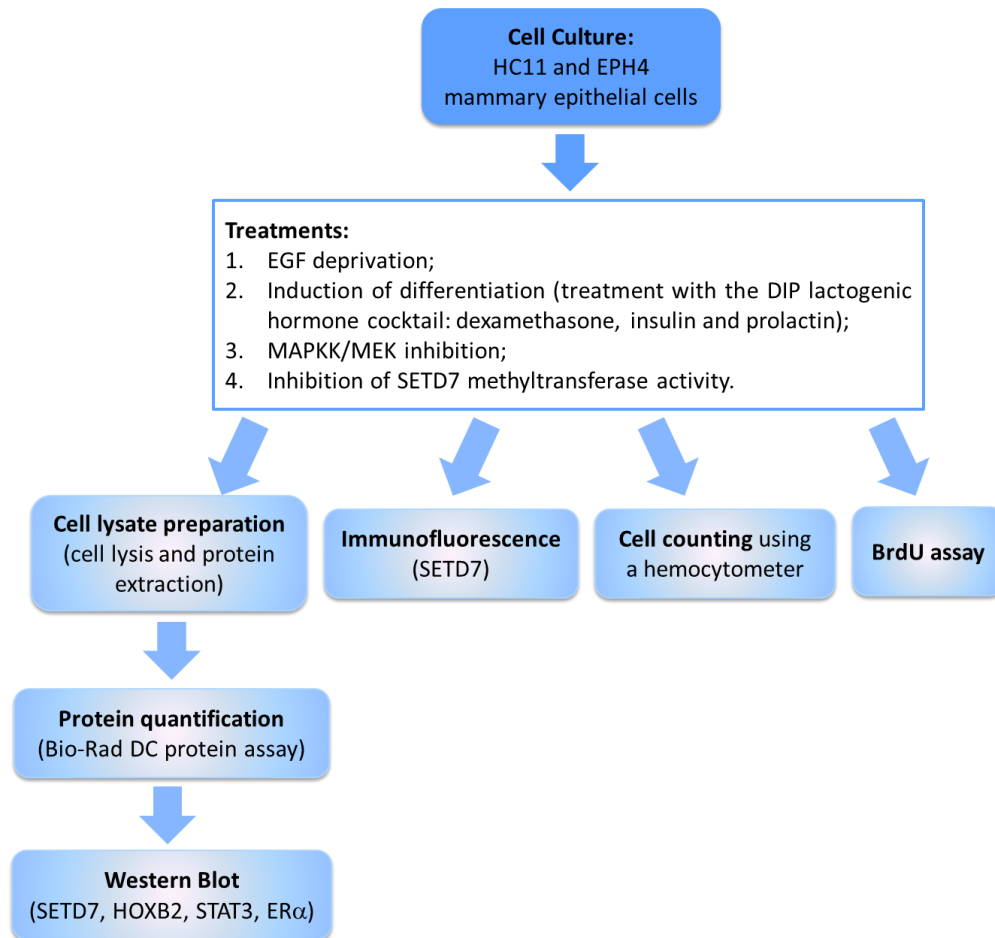 Cell Culture:
HC11 and EPH4
mammary epithelial cells
Treatments:
1. EGF deprivation;
2. Induction of differentiation (treatment with the DIP lactogenic
hormone cocktail: dexamethasone, insulin and prolactin);
3. MAPKK/MEK inhibition;
4. Inhibition of SETD7 methyltransferase activity.
Cell lysate preparation
(cell lysis and protein
extraction)
Immunofluorescence
(SETD7)
Cell counting using
a hemocytometer
BrdU assay
Protein quantification
(Bio-Rad DC protein assay)
Western Blot
(SETD7, HOXB2, STAT3, ERα)